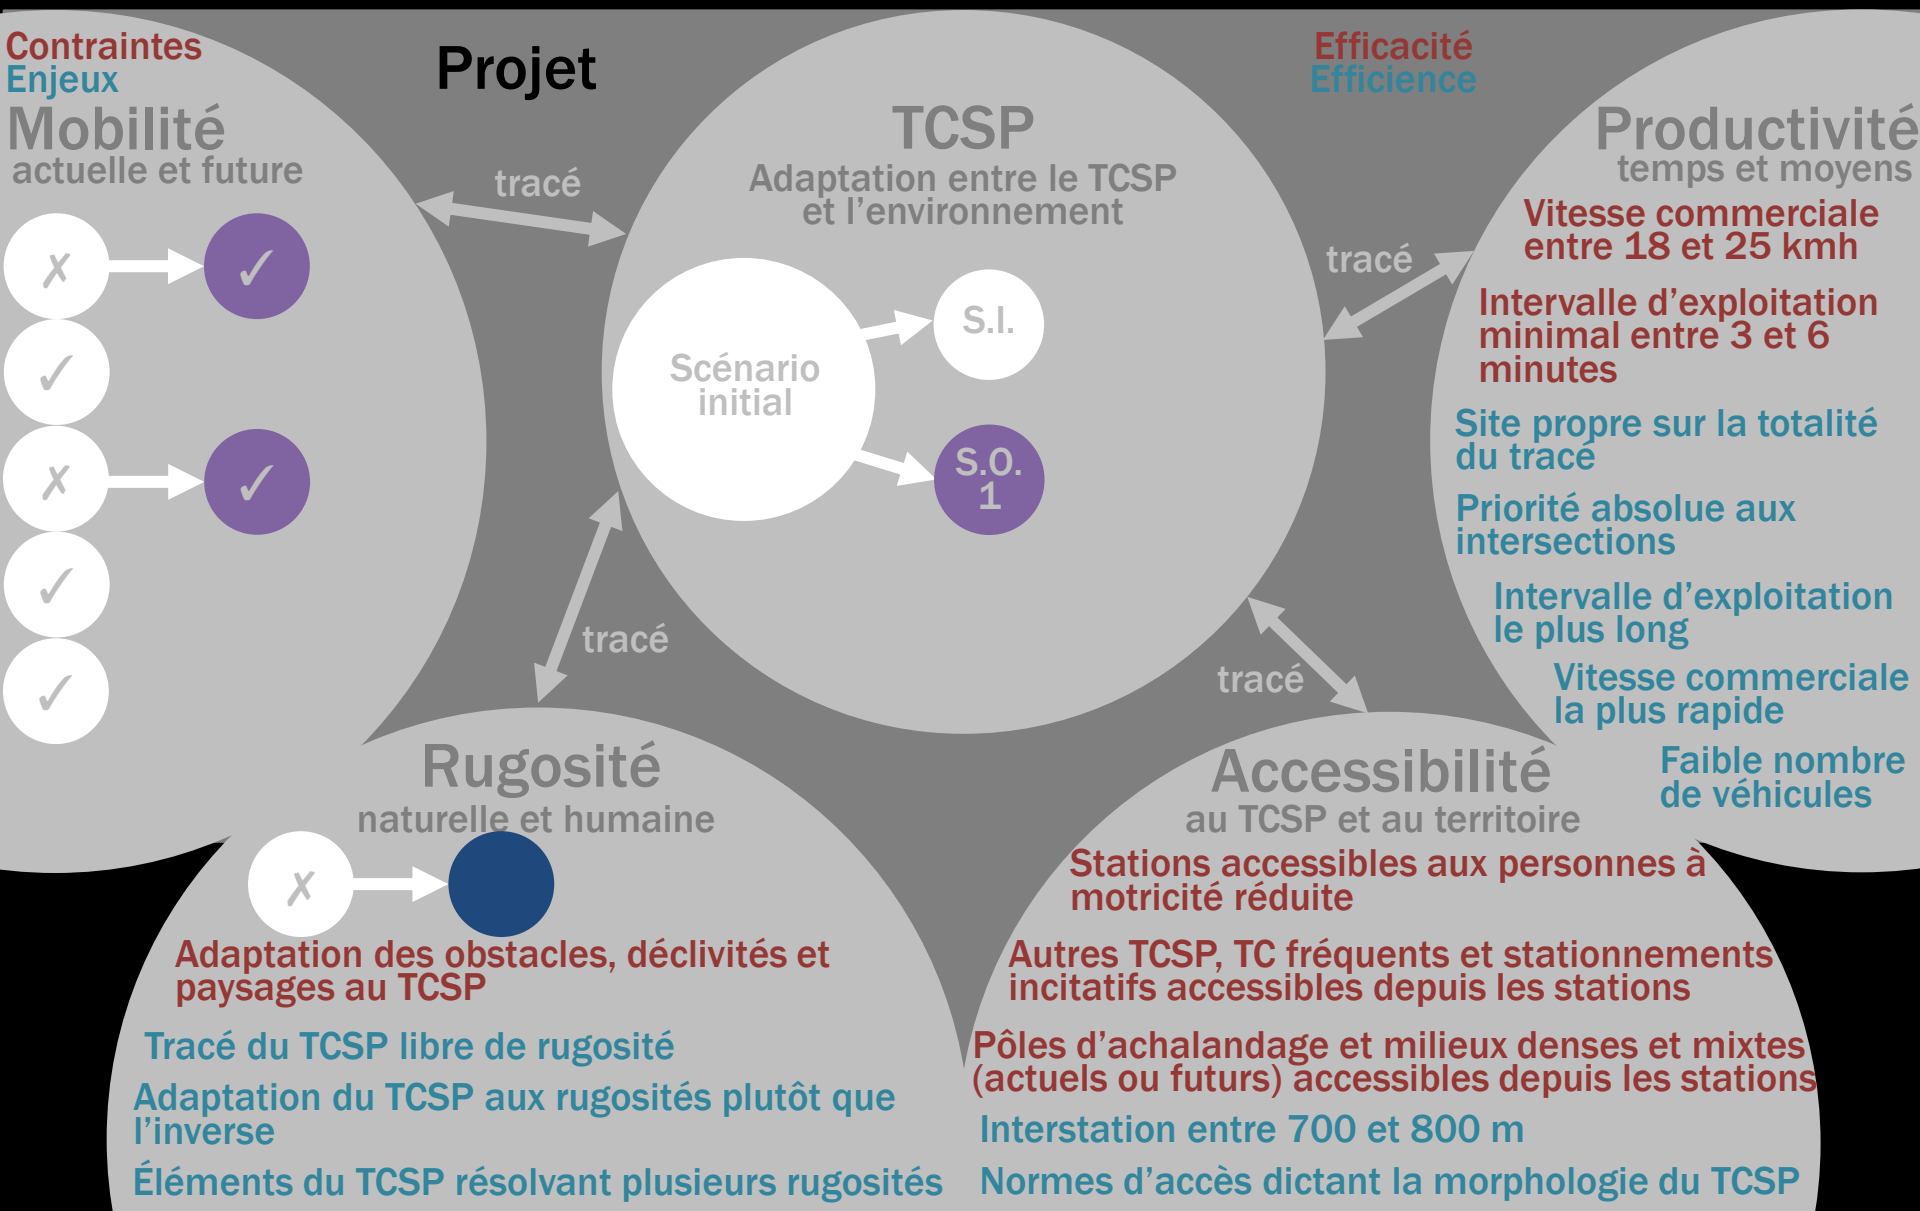 Contraintes
Enjeux
Mobilité
actuelle et future
✗
✓
✓
✗
✓
✓
✓
Projet
tracé
TCSP
Adaptation entre le TCSP
et l'environnement
Scénario
initial
S.I.
S.O.
1
tracé
tracé
tracé
Efficacité
Efficience
Productivité
temps et moyens
Vitesse commerciale
entre 18 et 25 kmh
Intervalle d'exploitation
minimal entre 3 et 6
minutes
Site propre sur la totalité
du tracé
Priorité absolue aux
intersections
Intervalle d'exploitation
le plus long
Vitesse commerciale
la plus rapide
Faible nombre
de véhicules
Rugosité
naturelle et humaine
✗
Adaptation des obstacles, déclivités et
paysages au TCSP
Tracé du TCSP libre de rugosité
Adaptation du TCSP aux rugosités plutôt que
l'inverse
Éléments du TCSP résolvant plusieurs rugosités
Accessibilité
au TCSP et au territoire
Stations accessibles aux personnes à
motricité réduite
Autres TCSP, TC fréquents et stationnements
incitatifs accessibles depuis les stations
Pôles d'achalandage et milieux denses et mixtes
(actuels ou futurs) accessibles depuis les stations
Interstation entre 700 et 800 m
Normes d'accès dictant la morphologie du TCSP